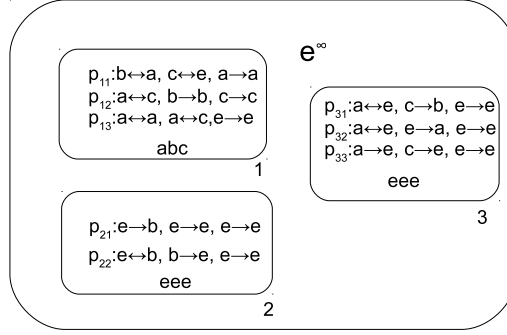 e∞
p11:b↔a, c↔e, a→a
p12:a↔c, b→b, c→c
p13:a↔a, a↔c,e→e
abc
1
p31:a↔e, c→b, e→e
p32:a↔e, e→a, e→e
p33:a→e, c→e, e→e
eee
3
p21:e→b, e→e, e→e
p22:e↔b, b→e, e→e
eee
2